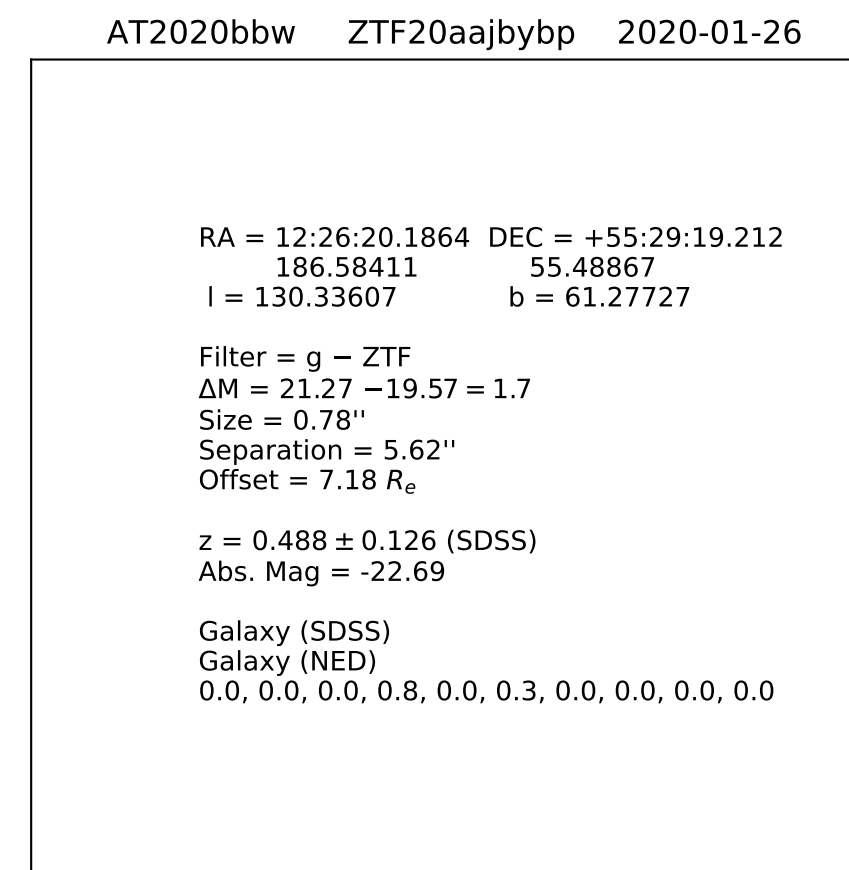 AT2020bbw ZTF20aajbybp 2020-01-26
RA = 12:26:20.1864 DEC = +55:29:19.212
186.58411 55.48867
l = 130.33607 b = 61.27727
Filter = g − ZTF
ΔM = 21.27 −19.57 = 1.7
Size = 0.78''
Separation = 5.62''
Offset = 7.18 Rₑ
z = 0.488 ± 0.126 (SDSS)
Abs. Mag = -22.69
Galaxy (SDSS)
Galaxy (NED)
0.0, 0.0, 0.0, 0.8, 0.0, 0.3, 0.0, 0.0, 0.0, 0.0